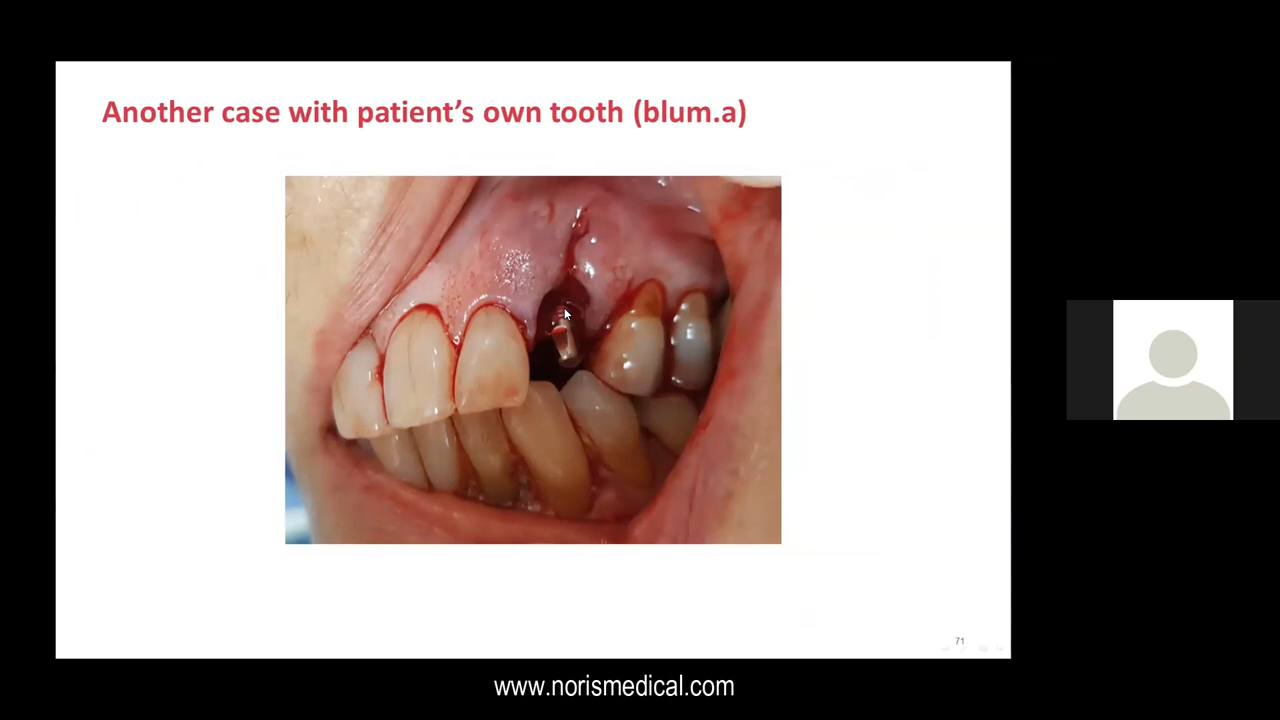 Another case with patient’s own tooth (blum.a)
71
www.norismedical.com